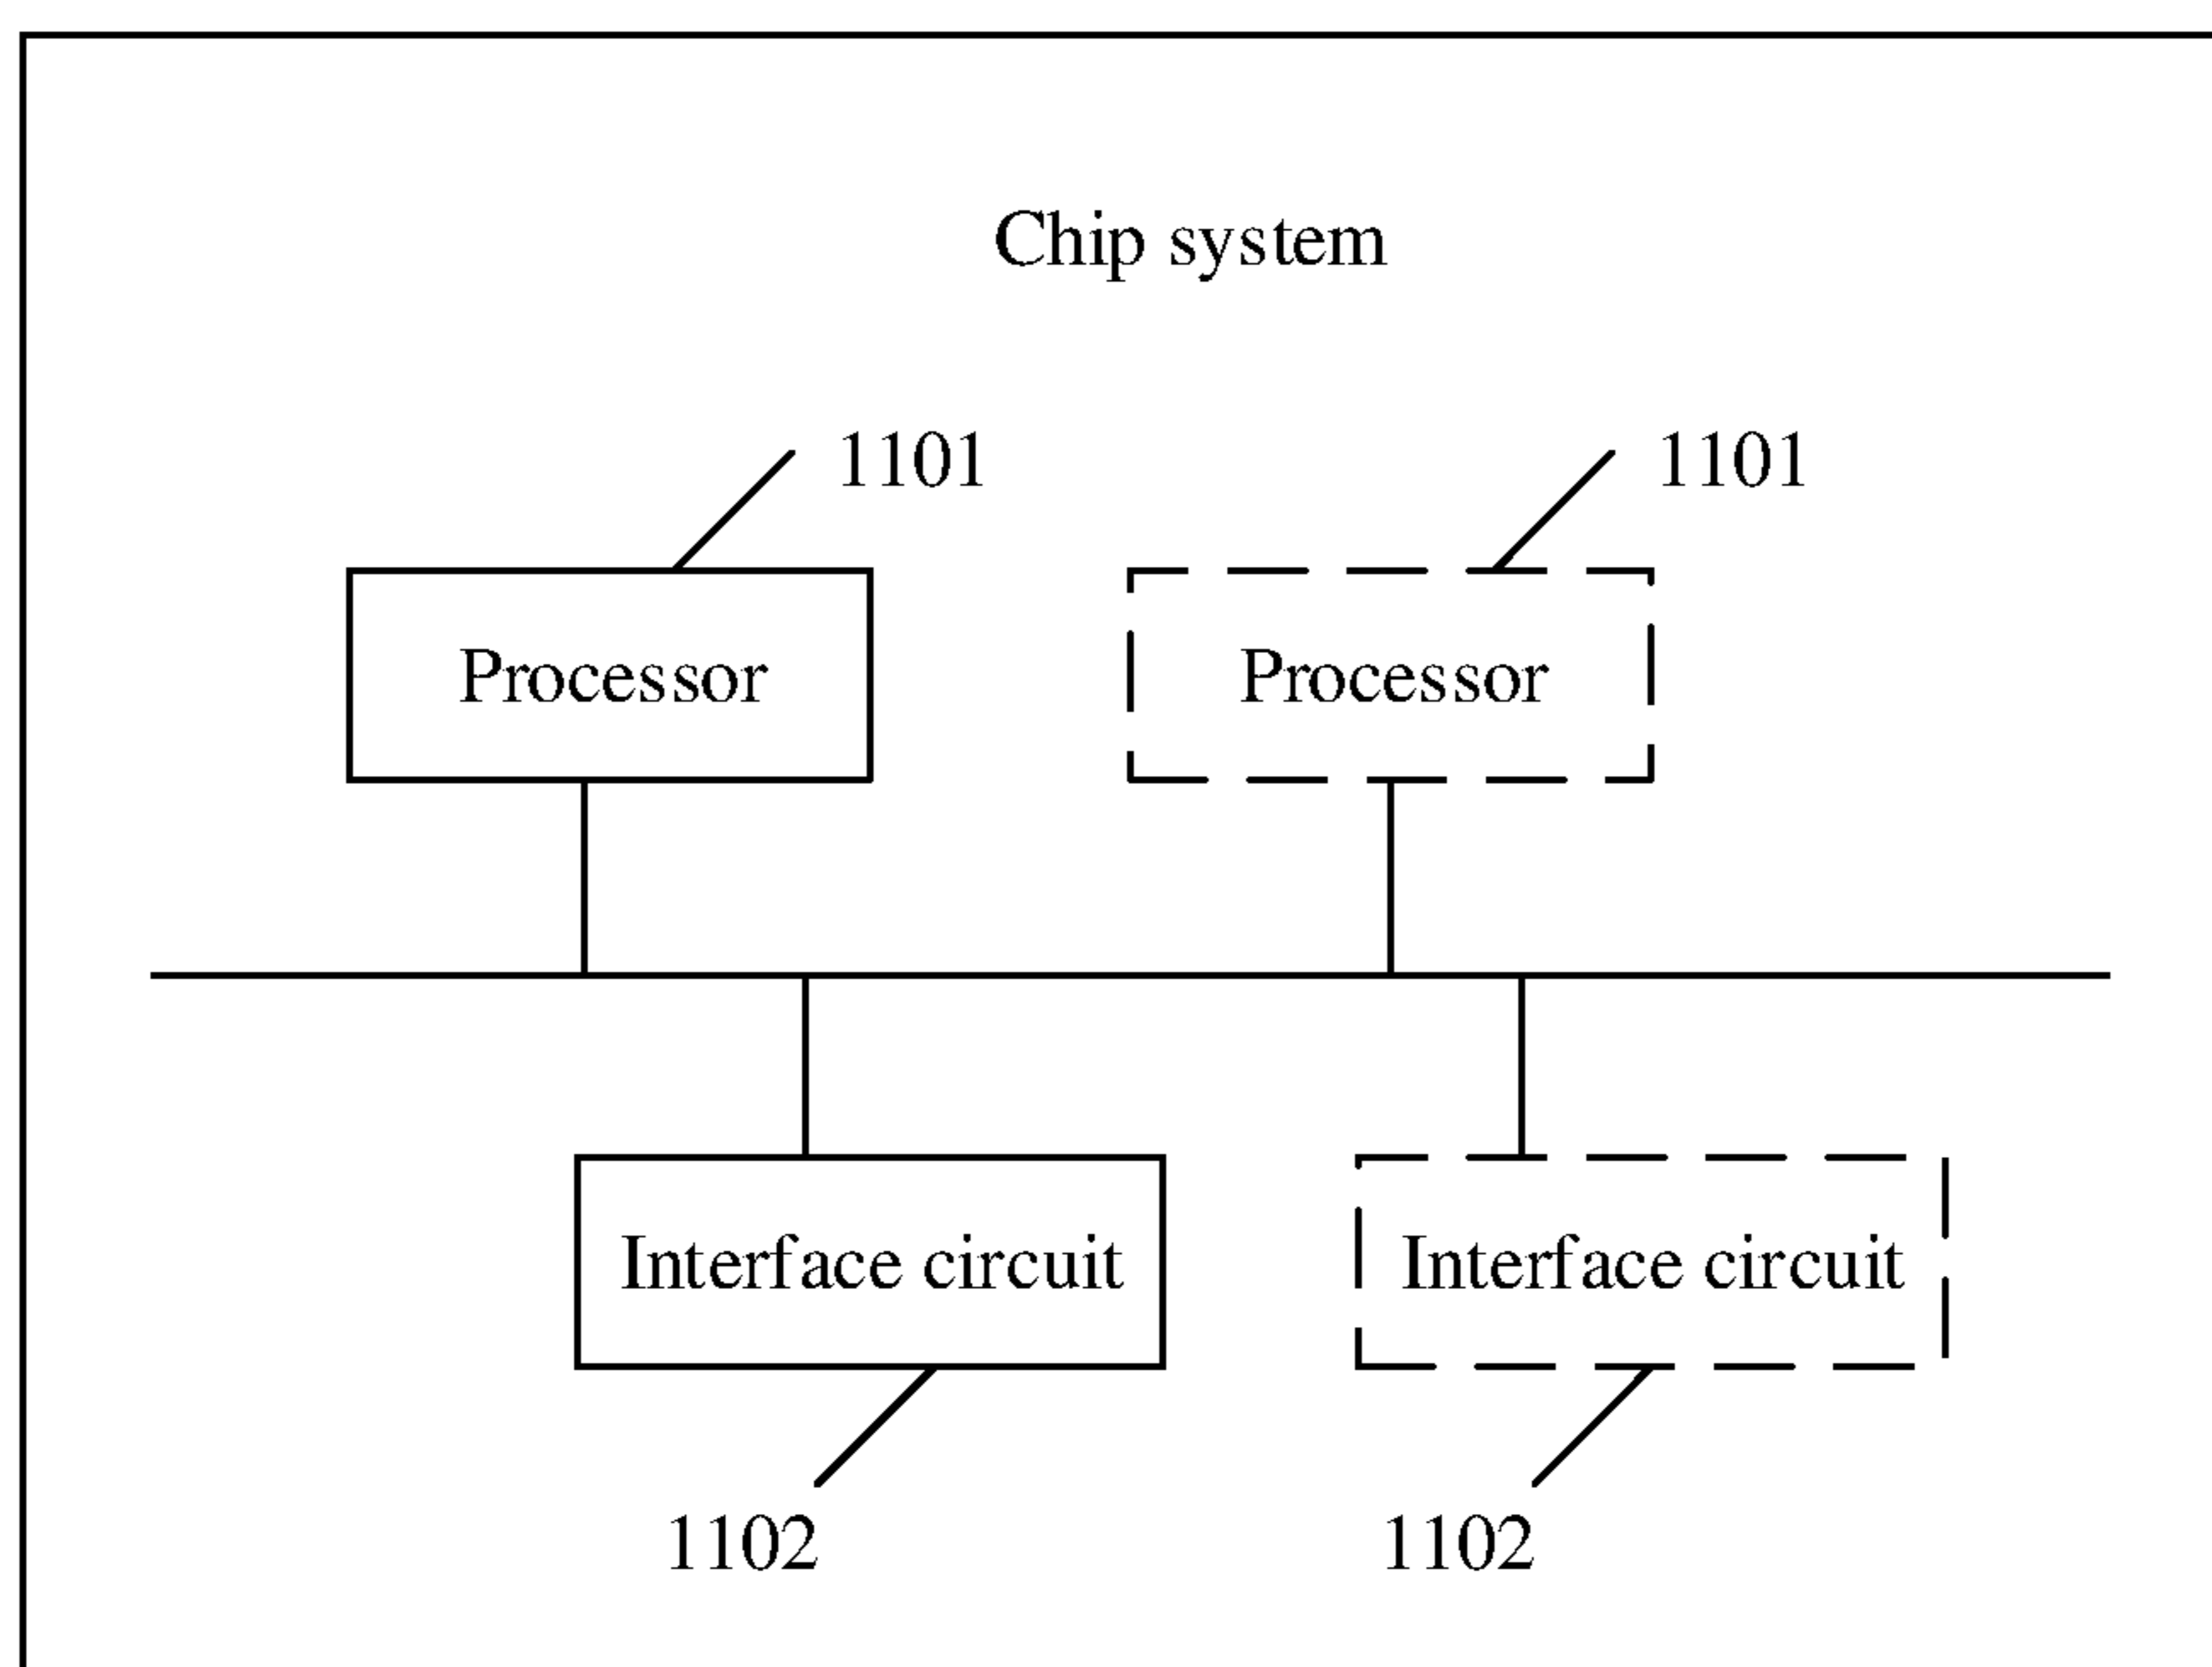 Chip system
1101
1101
Processor
Processor
Interface circuit
Interface circuit
1102
1102